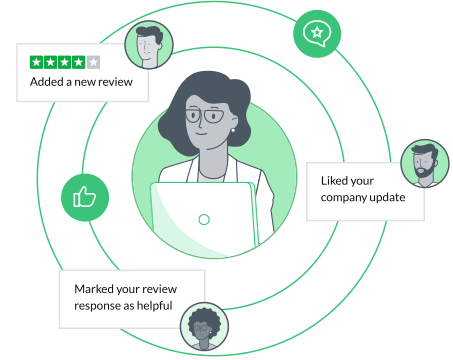 Added a new review
Liked your
company update
Marked your review
response as helpful